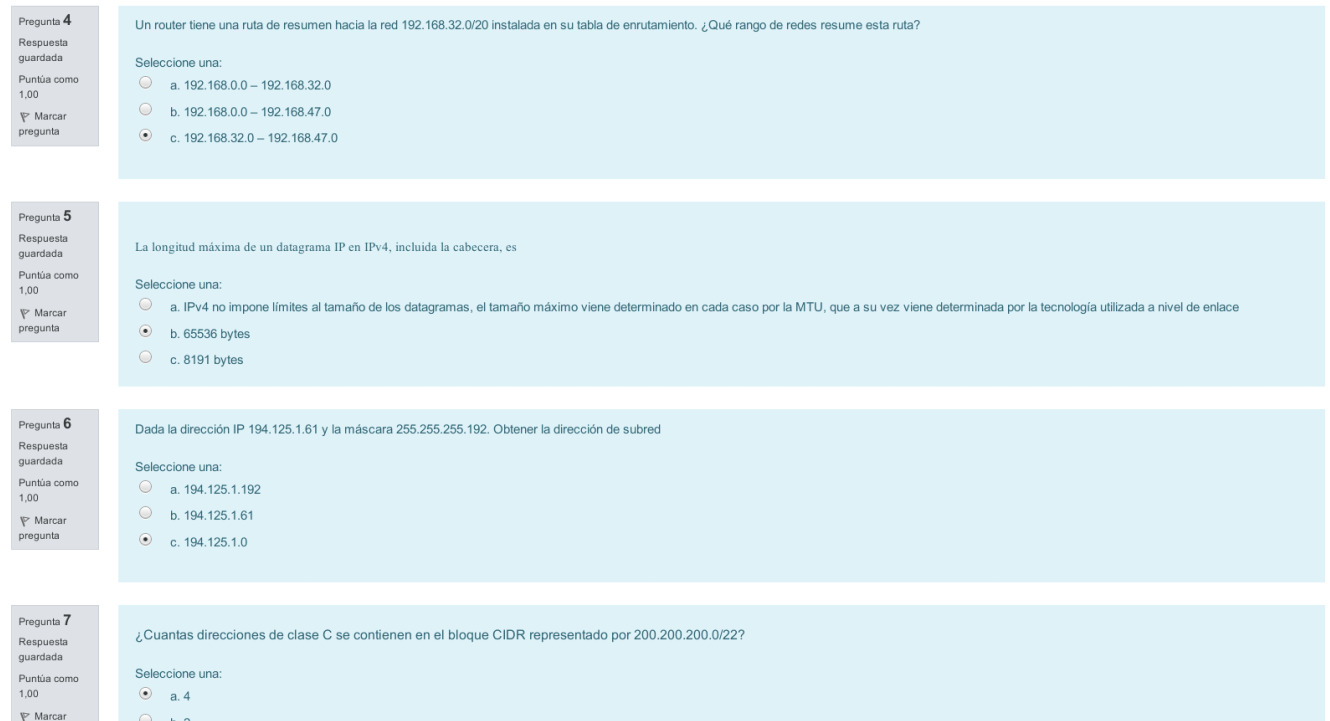 Pregunta 4
Respuesta
guardada
Puntúa como
1,00
Marcar
pregunta
Un router tiene una ruta de resumen hacia la red 192.168.32.0/20 instalada en su tabla de enrutamiento. ¿Qué rango de redes resume esta ruta?
Seleccione una:
a. 192.168.0.0 – 192.168.32.0
b. 192.168.0.0 – 192.168.47.0
c. 192.168.32.0 – 192.168.47.0
Pregunta 5
Respuesta
guardada
Puntúa como
1,00
Marcar
pregunta
La longitud máxima de un datagrama IP en IPv4, incluida la cabecera, es
Seleccione una:
a. IPv4 no impone límites al tamaño de los datagramas, el tamaño máximo viene determinado en cada caso por la MTU, que a su vez viene determinada por la tecnología utilizada a nivel de enlace
b. 65536 bytes
c. 8191 bytes
Pregunta 6
Respuesta
guardada
Puntúa como
1,00
Marcar
pregunta
Dada la dirección IP 194.125.1.61 y la máscara 255.255.255.192. Obtener la dirección de subred
Seleccione una:
a. 194.125.1.192
b. 194.125.1.61
c. 194.125.1.0
Pregunta 7
Respuesta
guardada
Puntúa como
1,00
Marcar
¿Cuantas direcciones de clase C se contienen en el bloque CIDR representado por 200.200.200.0/22?
Seleccione una:
a. 4